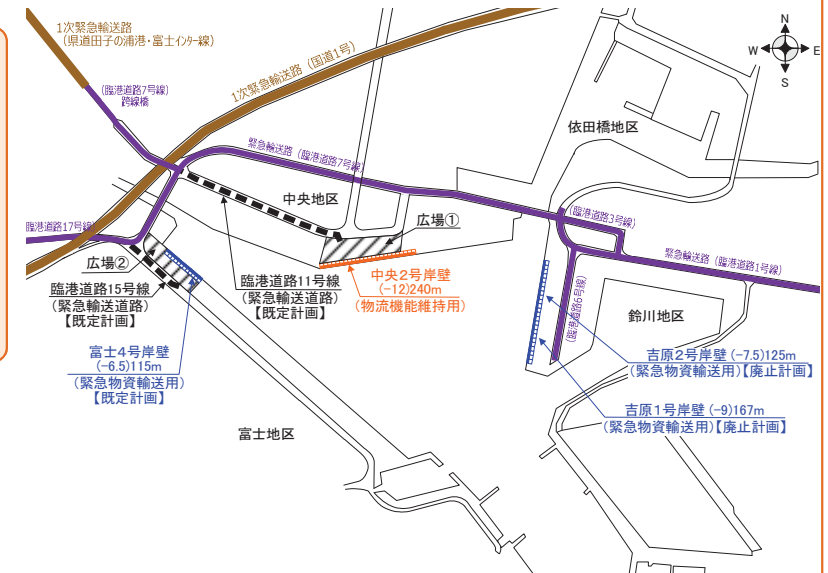 1次緊急輸送路
(県道田子の浦港・富士インター線)
1次緊急輸送路 (国道1号)
N
W
E
S
(臨港道路7号線)
跨線橋
緊急輸送路 (臨港道路7号線)
依田橋地区
中央地区
広場①
(臨港道路3号線)
臨港道路17号線)
広場②
緊急輸送路 (臨港道路1号線)
臨港道路15号線
(緊急輸送道路)
【既定計画】
臨港道路11号線
(緊急輸送道路)
【既定計画】
中央2号岸壁
(-12)240m
(物流機能維持用)
(臨港道路6号線)
鈴川地区
富士4号岸壁
(-6.5)115m
(緊急物資輸送用)
【既定計画】
吉原2号岸壁 (-7.5)125m
(緊急物資輸送用)【廃止計画】
吉原1号岸壁 (-9)167m
(緊急物資輸送用)【廃止計画】
富士地区